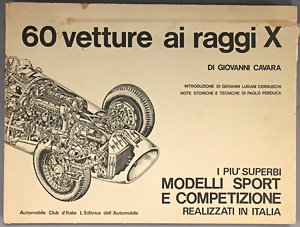 60 vetture ai raggi X
DI GIOVANNI CAVARA
INTRODUZIONE DI GIOVANNI LURANI CERNUSCHI
NOTE STORICHE E TECNICHE DI PAOLO PERDUCA
I PIU' SUPERBI
MODELLI SPORT
E COMPETIZIONE
REALIZZATI IN ITALIA
Automobile Club d'Italia L'Editrice dell'Automobile